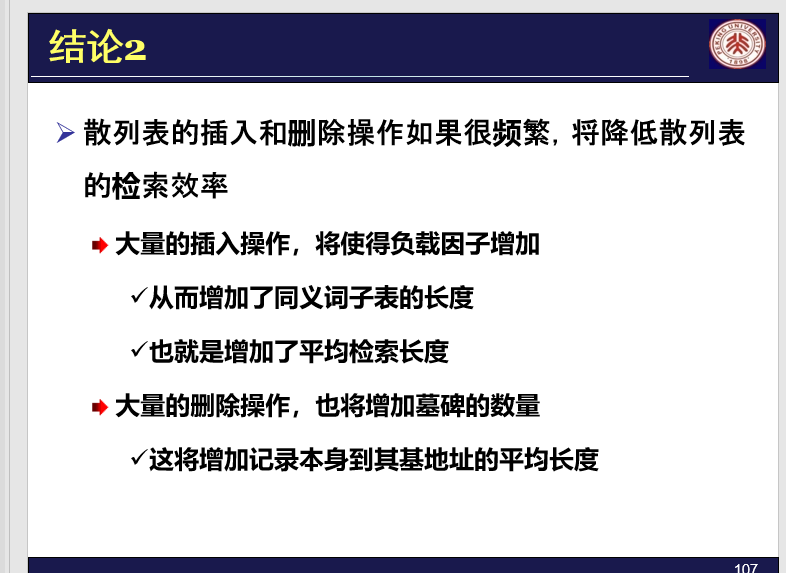 结论2
PEKING UNIVERSITY
1898
散列表的插入和删除操作如果很频繁, 将降低散列表
的检索效率
大量的插入操作，将使得负载因子增加
从而增加了同义词子表的长度
也就是增加了平均检索长度
大量的删除操作，也将增加墓碑的数量
这将增加记录本身到其基地址的平均长度
107